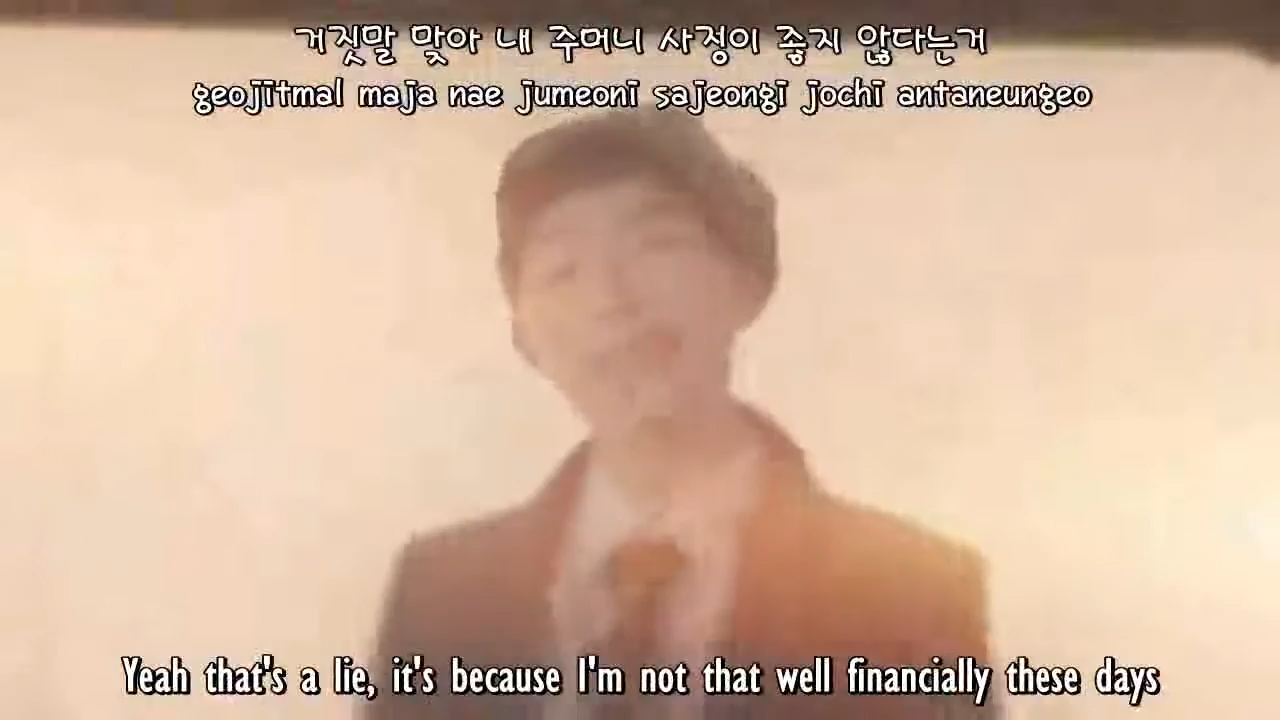 거짓말 맞아 내 주머니 사정이 좋지 않다는거
geojitmal maja nae jumeoni sajeongi jochi antaneungeo
Yeah that's a lie, it's because I'm not that well financially these days